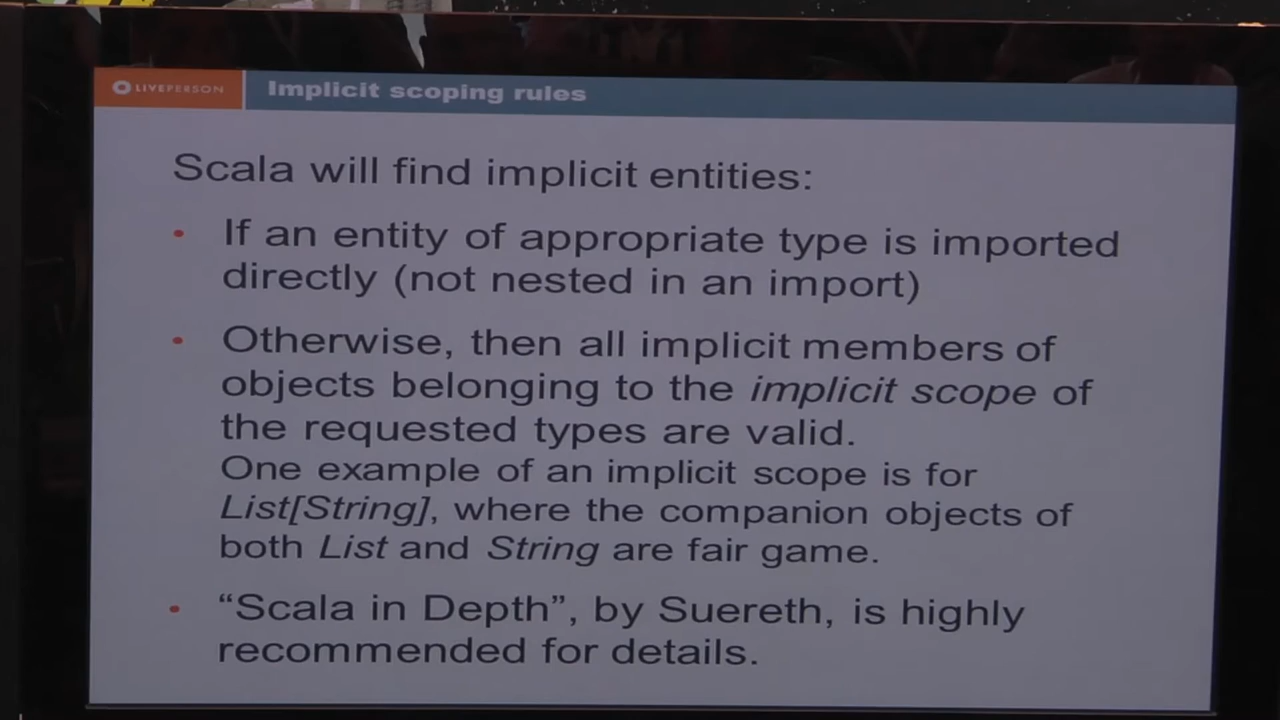 LIVEPERSON
Implicit scoping rules
Scala will find implicit entities:
• If an entity of appropriate type is imported
directly (not nested in an import)
• Otherwise, then all implicit members of
objects belonging to the implicit scope of
the requested types are valid.
One example of an implicit scope is for
List[String], where the companion objects of
both List and String are fair game.
• “Scala in Depth”, by Suereth, is highly
recommended for details.